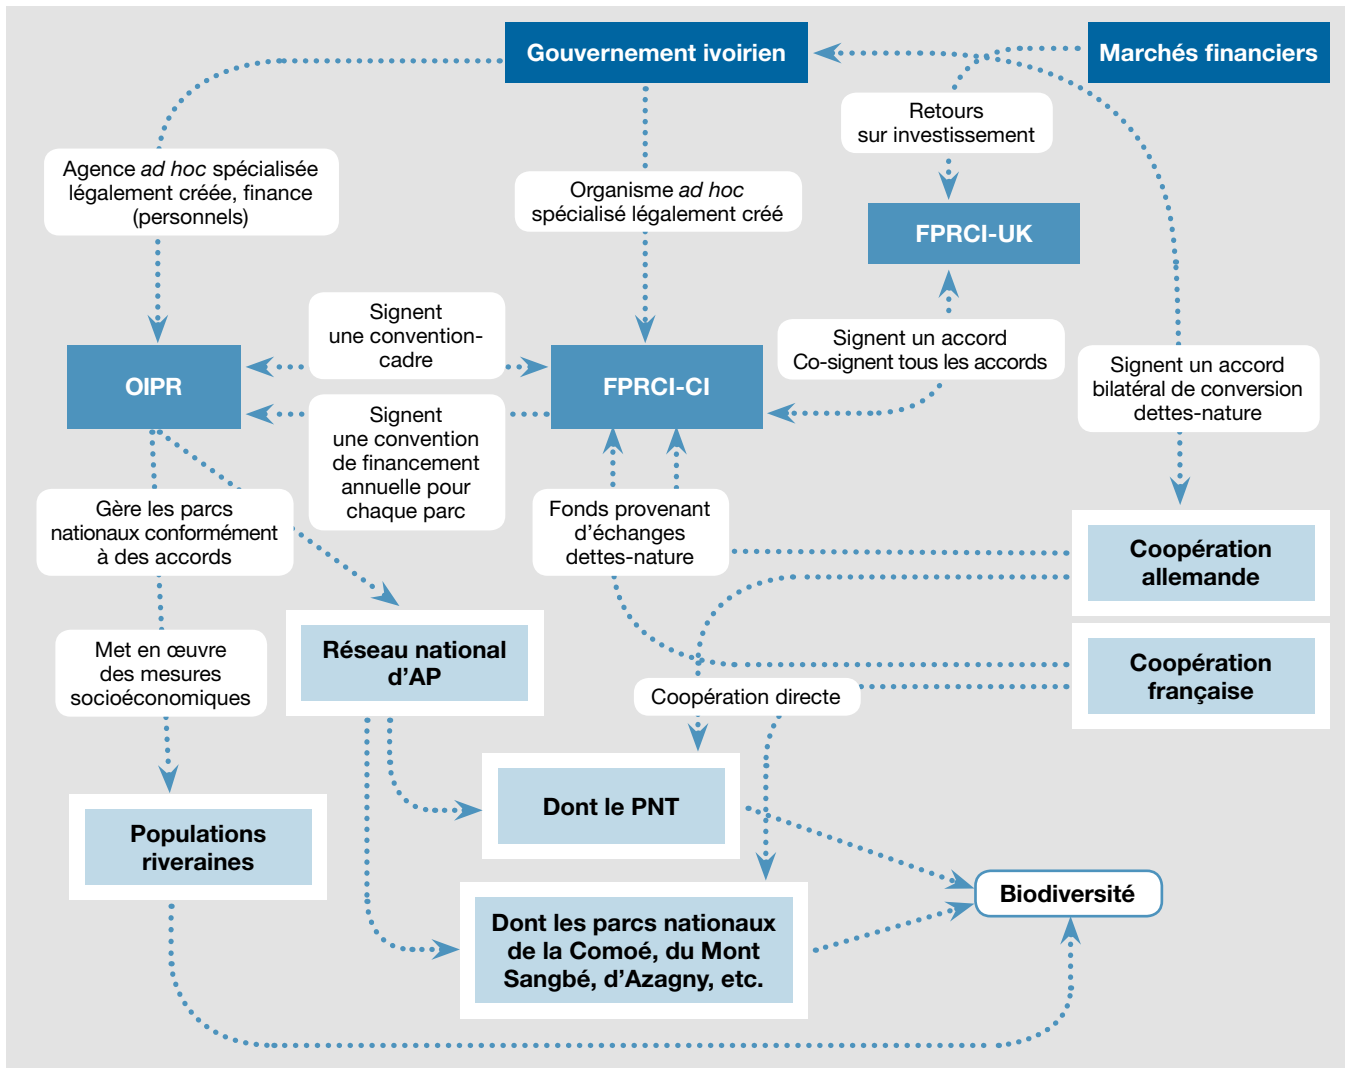 Gouvernement ivoirien
Marchés financiers
Retours
sur investissement
Agence ad hoc spécialisée
légalement créée, finance
(personnels)
Organisme ad hoc
spécialisé légalement créé
FPRCI-UK
Signent
une convention-
cadre
Signent un accord
Co-signent tous les accords
Signent un accord
bilatéral de conversion
dettes-nature
OIPR
FPRCI-CI
Signent
une convention
de financement
annuelle pour
chaque parc
Gère les parcs
nationaux conformément
à des accords
Fonds provenant
d’échanges
dettes-nature
Coopération
allemande
Met en œuvre
des mesures
socioéconomiques
Réseau national
d’AP
Coopération
française
Coopération directe
Dont le PNT
Populations
riveraines
Biodiversité
Dont les parcs nationaux
de la Comoé, du Mont
Sangbé, d’Azagny, etc.